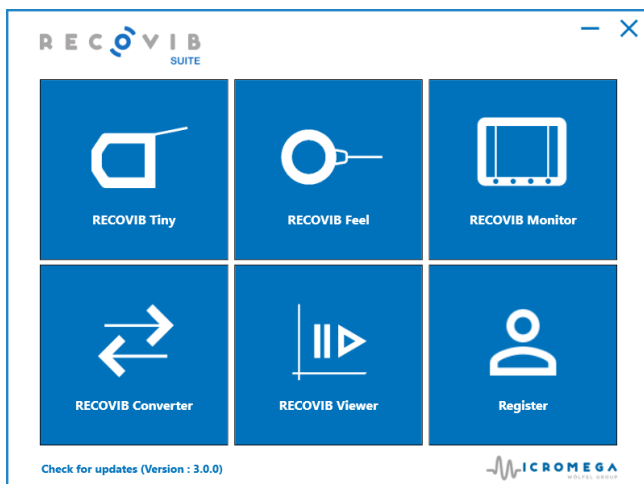 RECOVIB
SUITE
RECOVIB Tiny
RECOVIB Feel
RECOVIB Monitor
RECOVIB Converter
RECOVIB Viewer
Register
Check for updates (Version : 3.0.0)
MICROMEGA
WÖLFEL GROUP